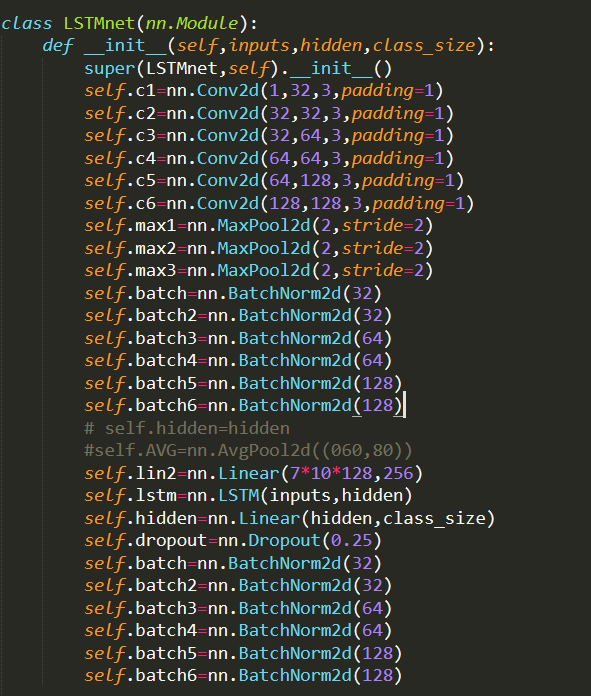 class LSTMnet(nn.Module):
    def __init__(self,inputs,hidden,class_size):
        super(LSTMnet,self).__init__()
        self.c1=nn.Conv2d(1,32,3,padding=1)
        self.c2=nn.Conv2d(32,32,3,padding=1)
        self.c3=nn.Conv2d(32,64,3,padding=1)
        self.c4=nn.Conv2d(64,64,3,padding=1)
        self.c5=nn.Conv2d(64,128,3,padding=1)
        self.c6=nn.Conv2d(128,128,3,padding=1)
        self.max1=nn.MaxPool2d(2,stride=2)
        self.max2=nn.MaxPool2d(2,stride=2)
        self.max3=nn.MaxPool2d(2,stride=2)
        self.batch=nn.BatchNorm2d(32)
        self.batch2=nn.BatchNorm2d(32)
        self.batch3=nn.BatchNorm2d(64)
        self.batch4=nn.BatchNorm2d(64)
        self.batch5=nn.BatchNorm2d(128)
        self.batch6=nn.BatchNorm2d(128)
        # self.hidden=hidden
        #self.AVG=nn.AvgPool2d((060,80))
        self.lin2=nn.Linear(7*10*128,256)
        self.lstm=nn.LSTM(inputs,hidden)
        self.hidden=nn.Linear(hidden,class_size)
        self.dropout=nn.Dropout(0.25)
        self.batch=nn.BatchNorm2d(32)
        self.batch2=nn.BatchNorm2d(32)
        self.batch3=nn.BatchNorm2d(64)
        self.batch4=nn.BatchNorm2d(64)
        self.batch5=nn.BatchNorm2d(128)
        self.batch6=nn.BatchNorm2d(128)